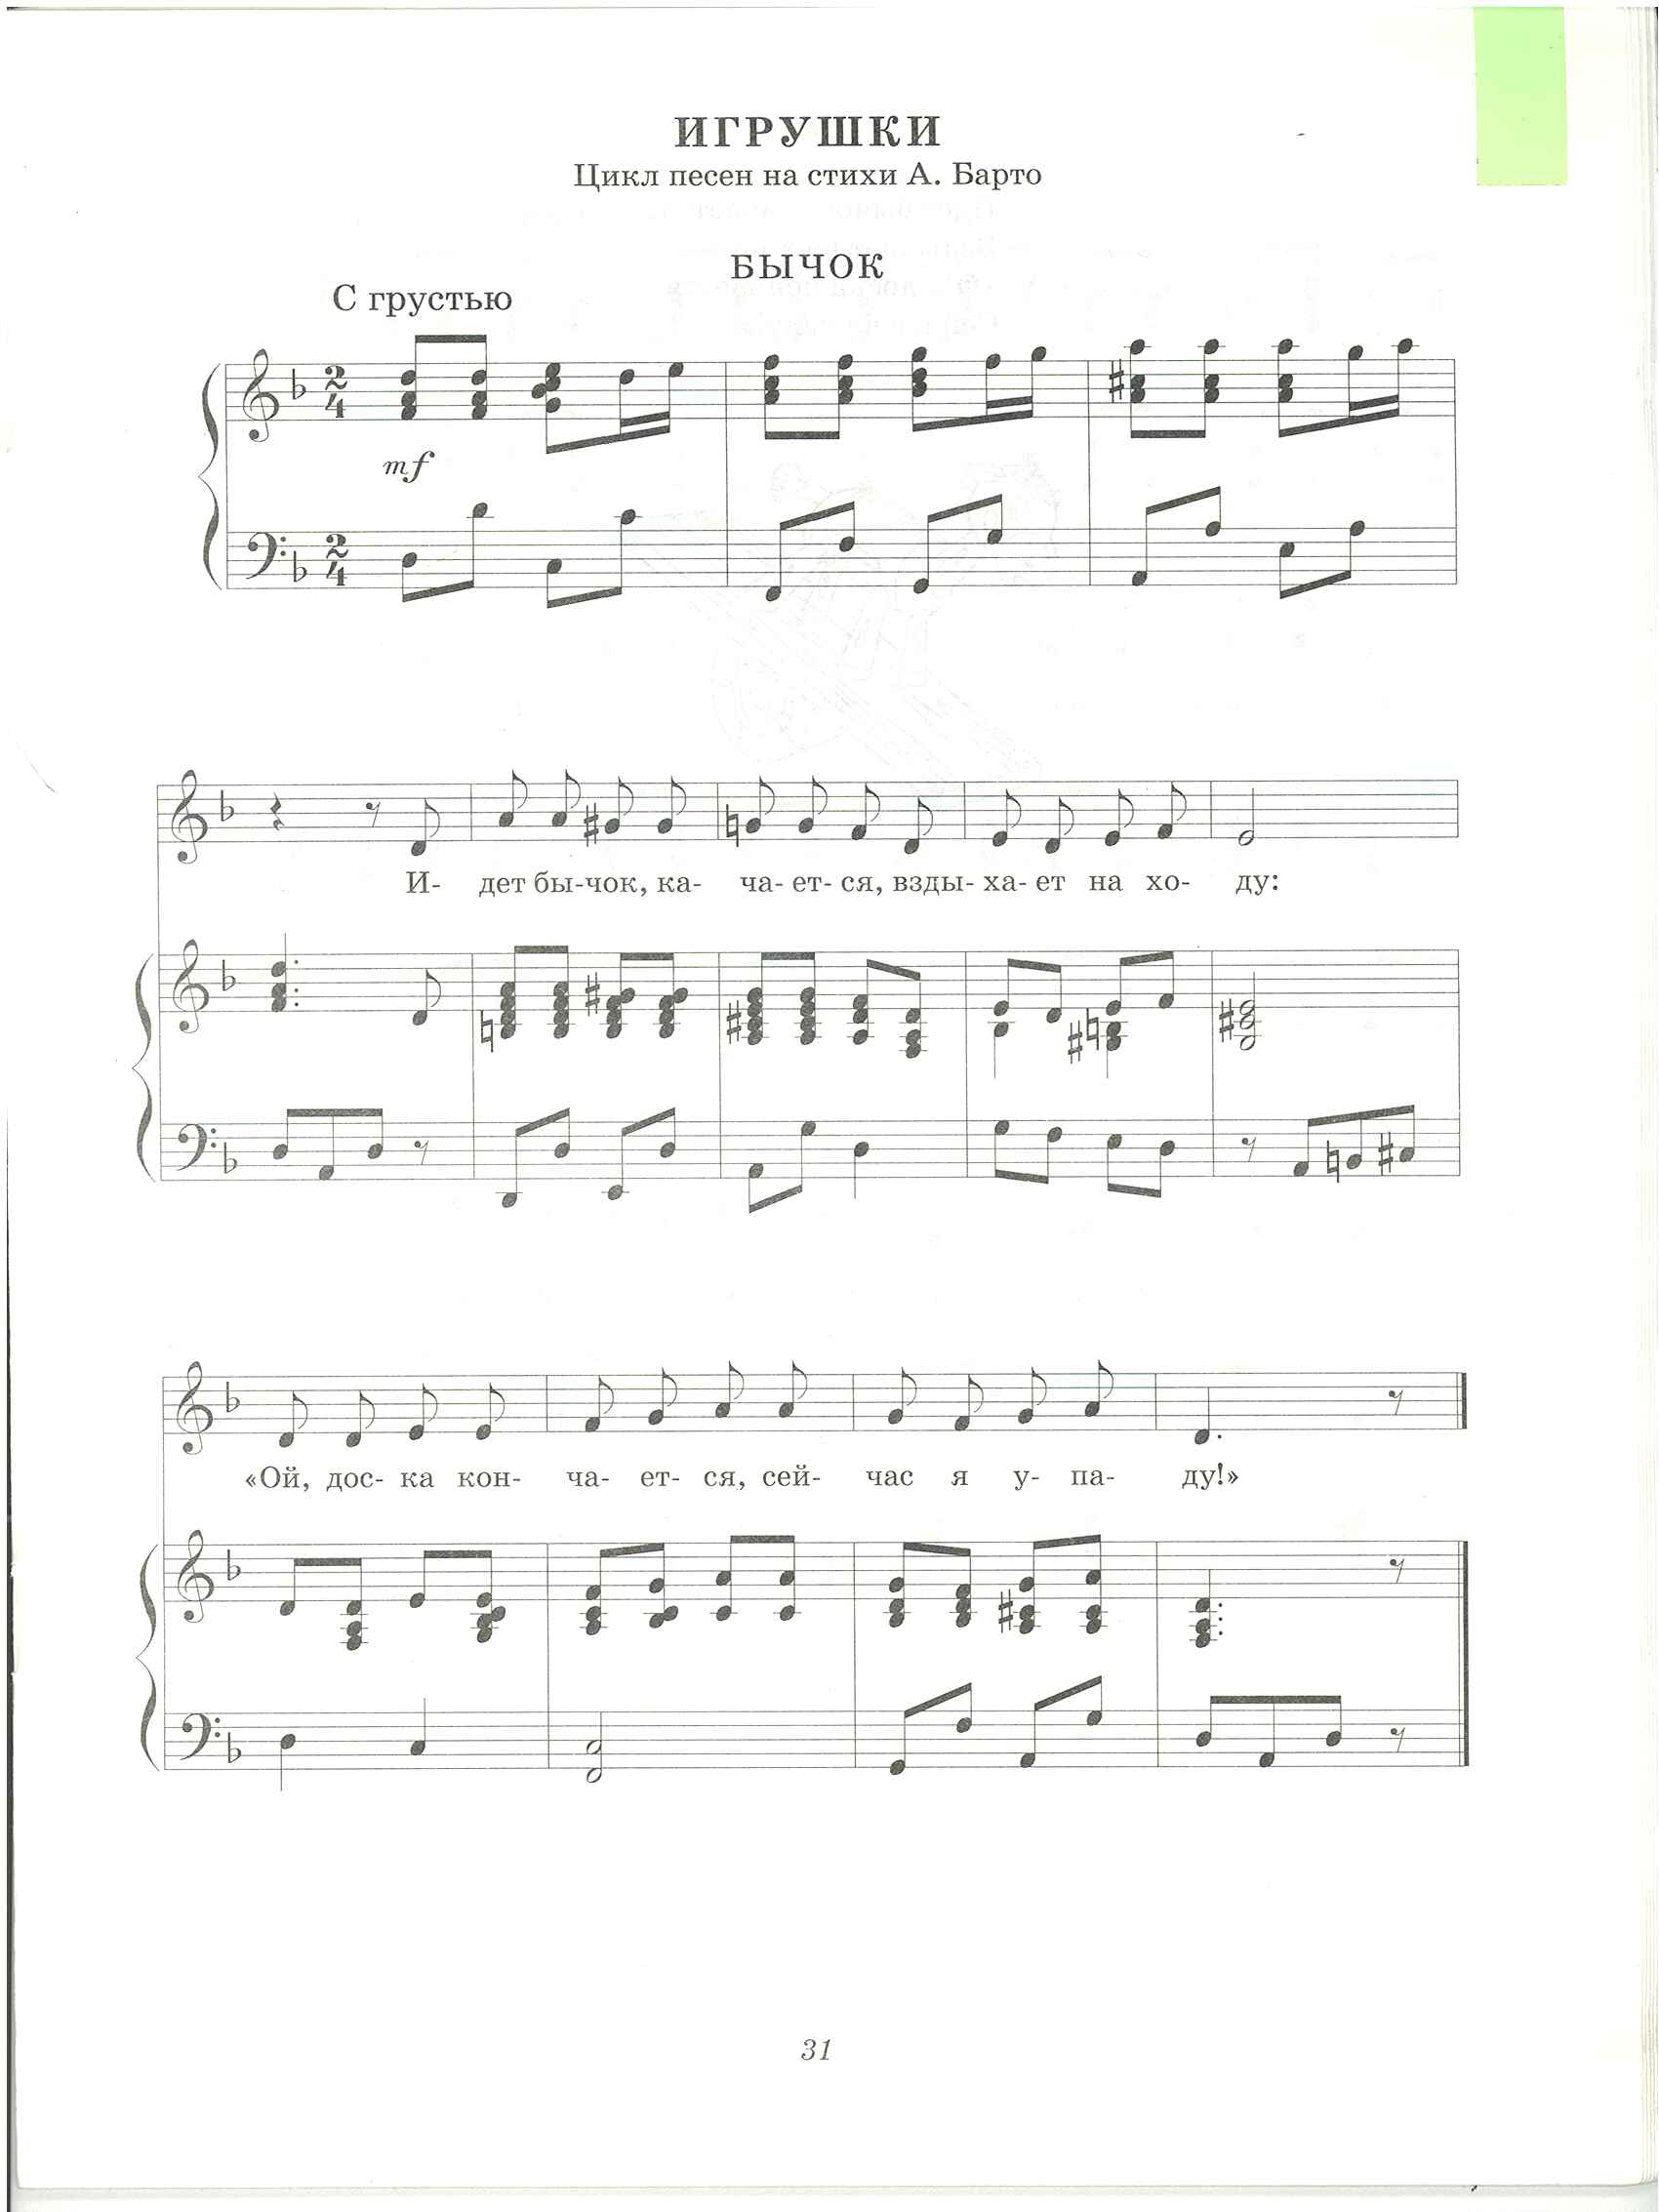 ИГРУШКИ
Цикл песен на стихи А. Барто
БЫЧОК
С грустью
mf
И- дет бы-чок, ка- ча- ет- ся, взды- ха- ет на хо- ду:
«Ой, дос- ка кон- ча- ет- ся, сей- час я у- па- ду!»
31